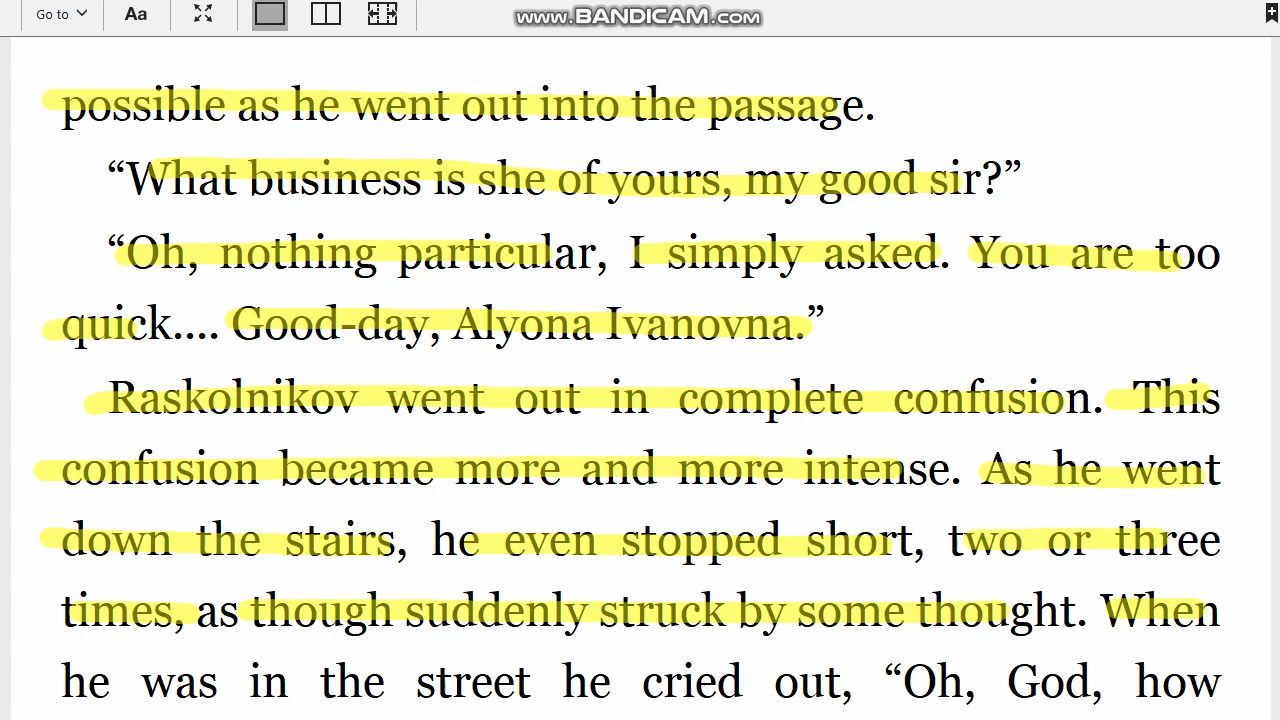 Go to Aa www.BANDICAM.com
possible as he went out into the passage.
“What business is she of yours, my good sir?”
“Oh, nothing particular, I simply asked. You are too
quick.... Good-day, Alyona Ivanovna.”
Raskolnikov went out in complete confusion. This
confusion became more and more intense. As he went
down the stairs, he even stopped short, two or three
times, as though suddenly struck by some thought. When
he was in the street he cried out, “Oh, God, how